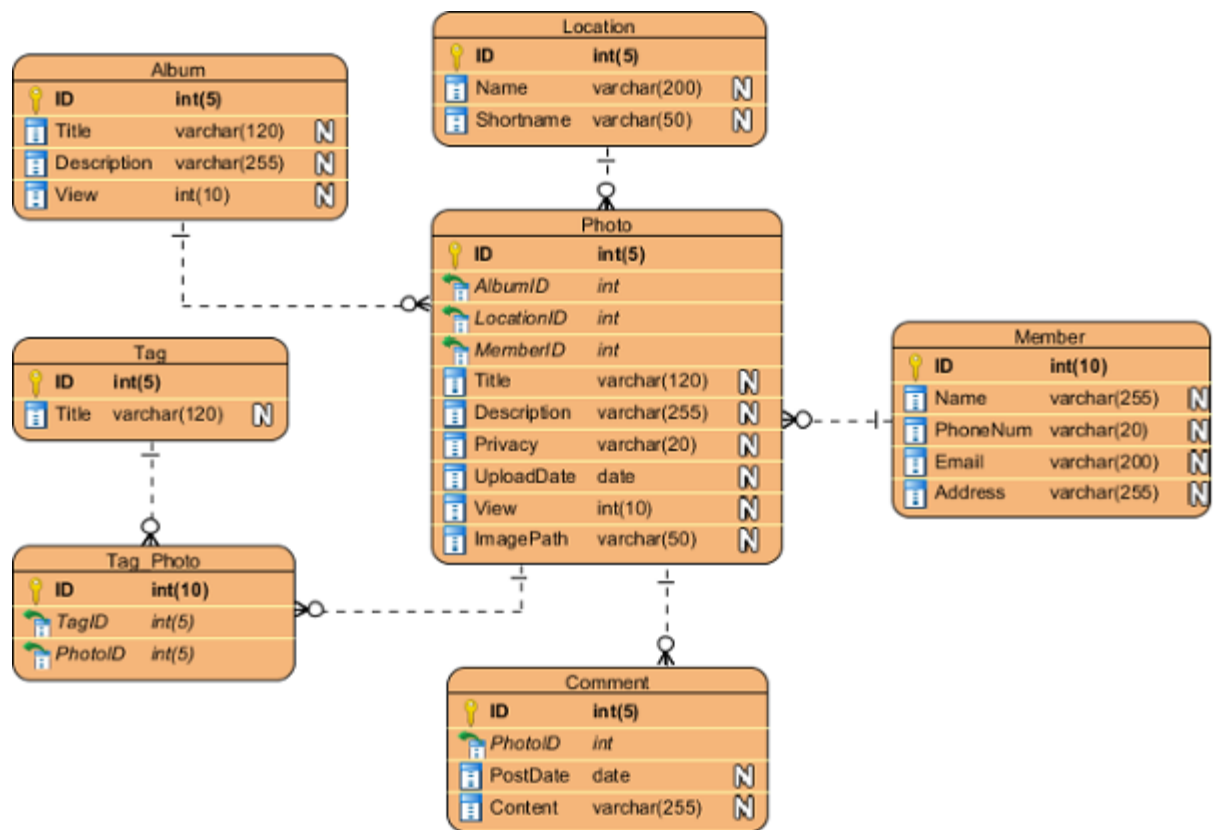 Location
ID int(5)
Name varchar(200) N
Shortname varchar(50) N
Album
ID int(5)
Title varchar(120) N
Description varchar(255) N
View int(10) N
Photo
ID int(5)
AlbumID int
LocationID int
MemberID int
Title varchar(120) N
Description varchar(255) N
Privacy varchar(20) N
UploadDate date N
View int(10) N
ImagePath varchar(50) N
Tag
ID int(5)
Title varchar(120) N
Member
ID int(10)
Name varchar(255) N
PhoneNum varchar(20) N
Email varchar(200) N
Address varchar(255) N
Tag_Photo
ID int(10)
TagID int(5)
PhotoID int(5)
Comment
ID int(5)
PhotoID int
PostDate date N
Content varchar(255) N